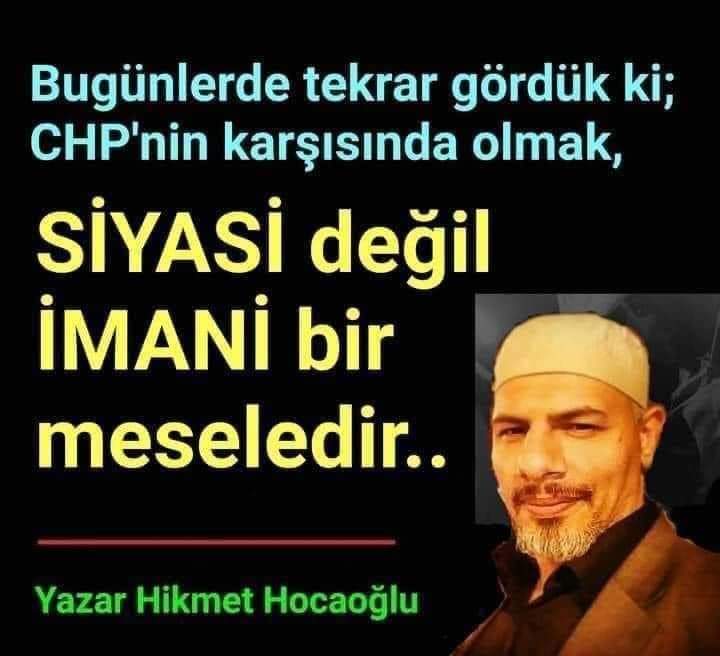 Bugünlerde tekrar gördük ki;
CHP'nin karşısında olmak,
SİYASİ değil
İMANİ bir
meseledir..
Yazar Hikmet Hocaoğlu